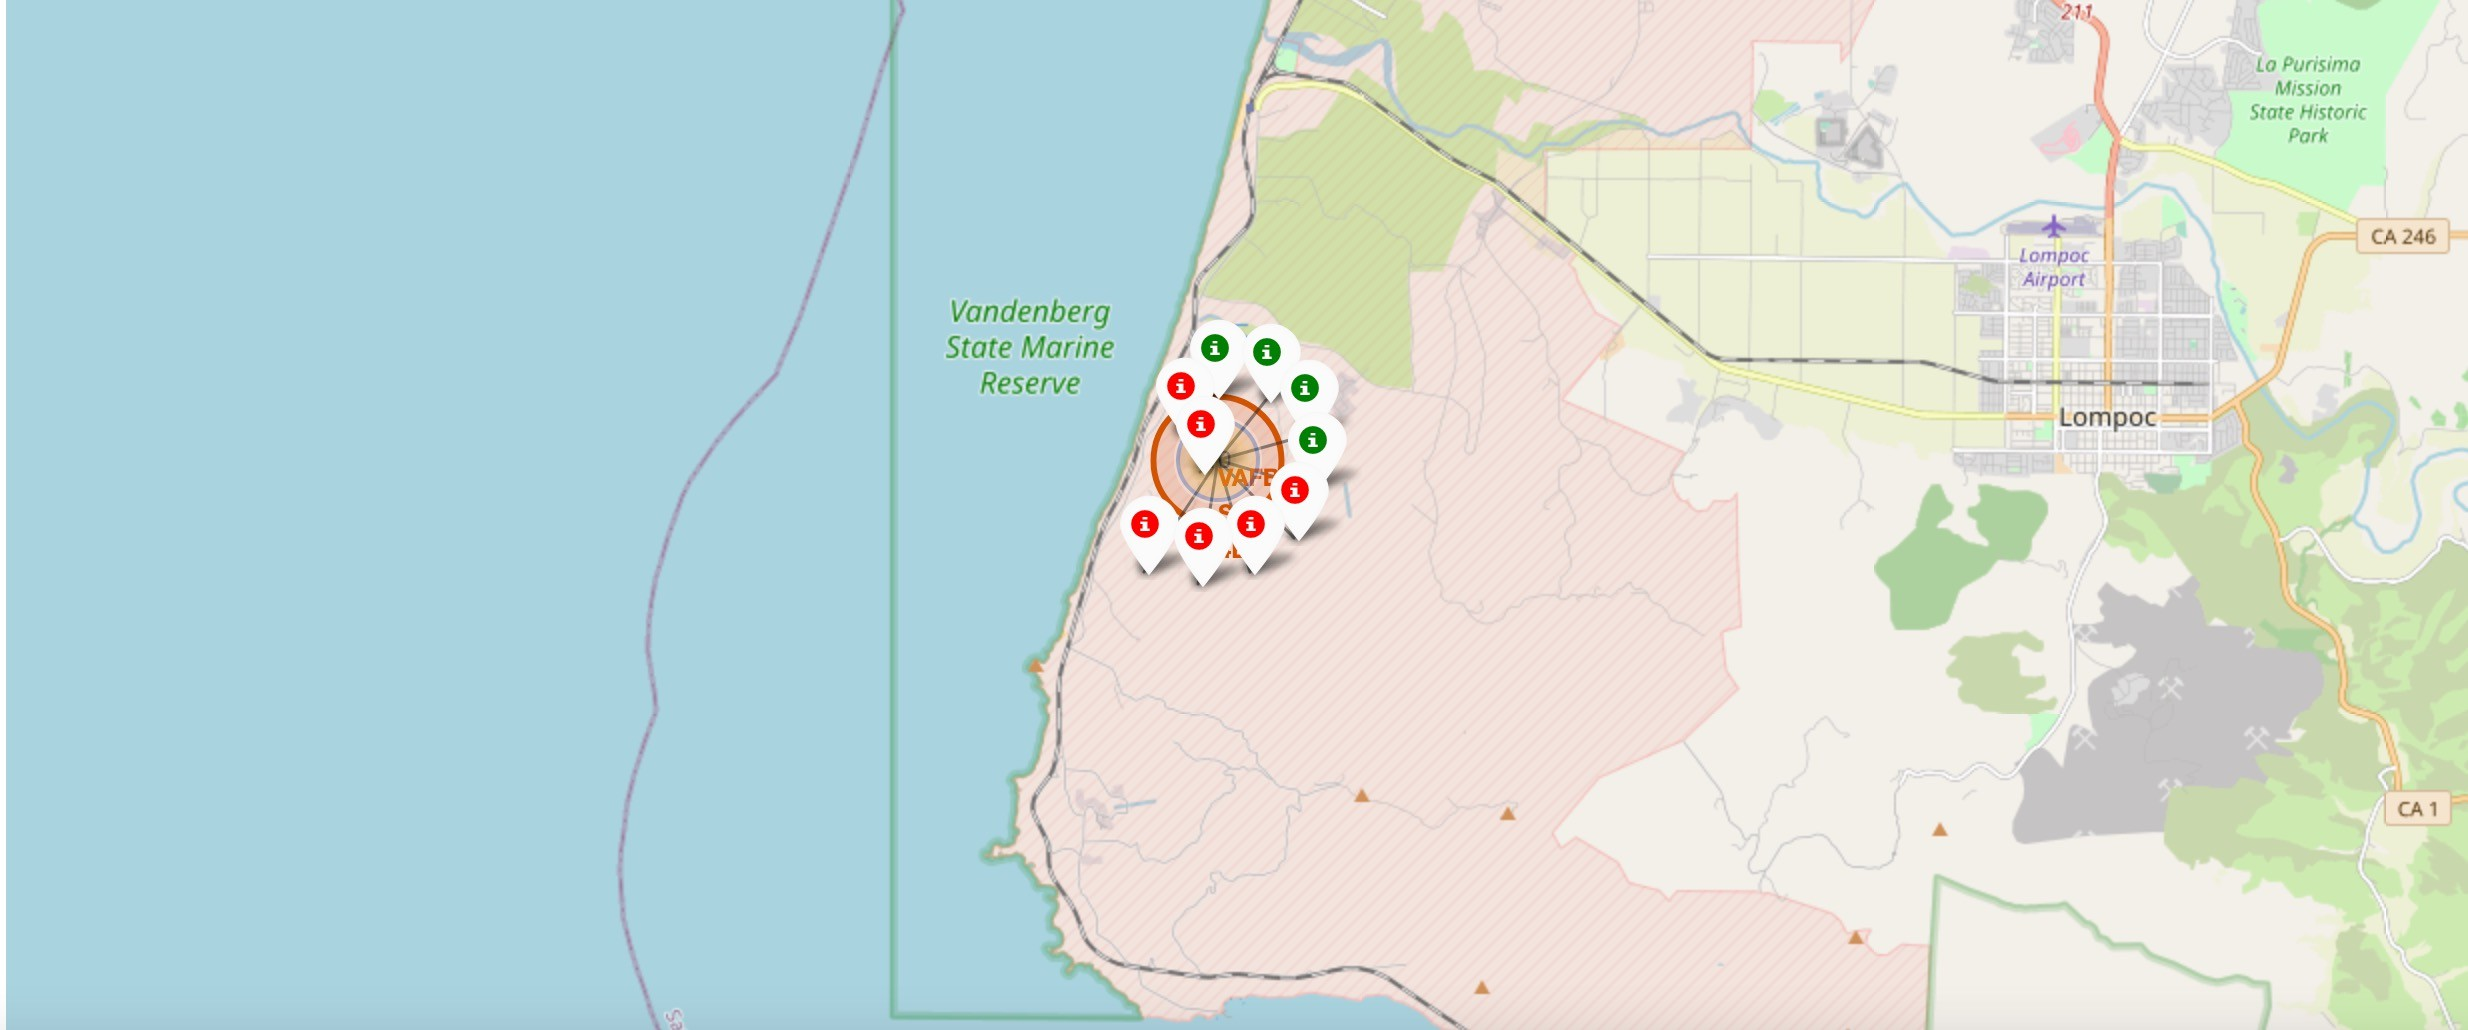 211
La Purisima
Mission
State Historic
Park
CA 246
Lompoc
Airport
Vandenberg
State Marine
Reserve
Lompoc
CA 1